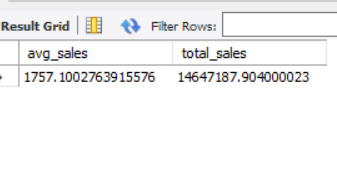 Result Grid Filter Rows:
avg_sales total_sales
1757.1002763915576 14647187.904000023